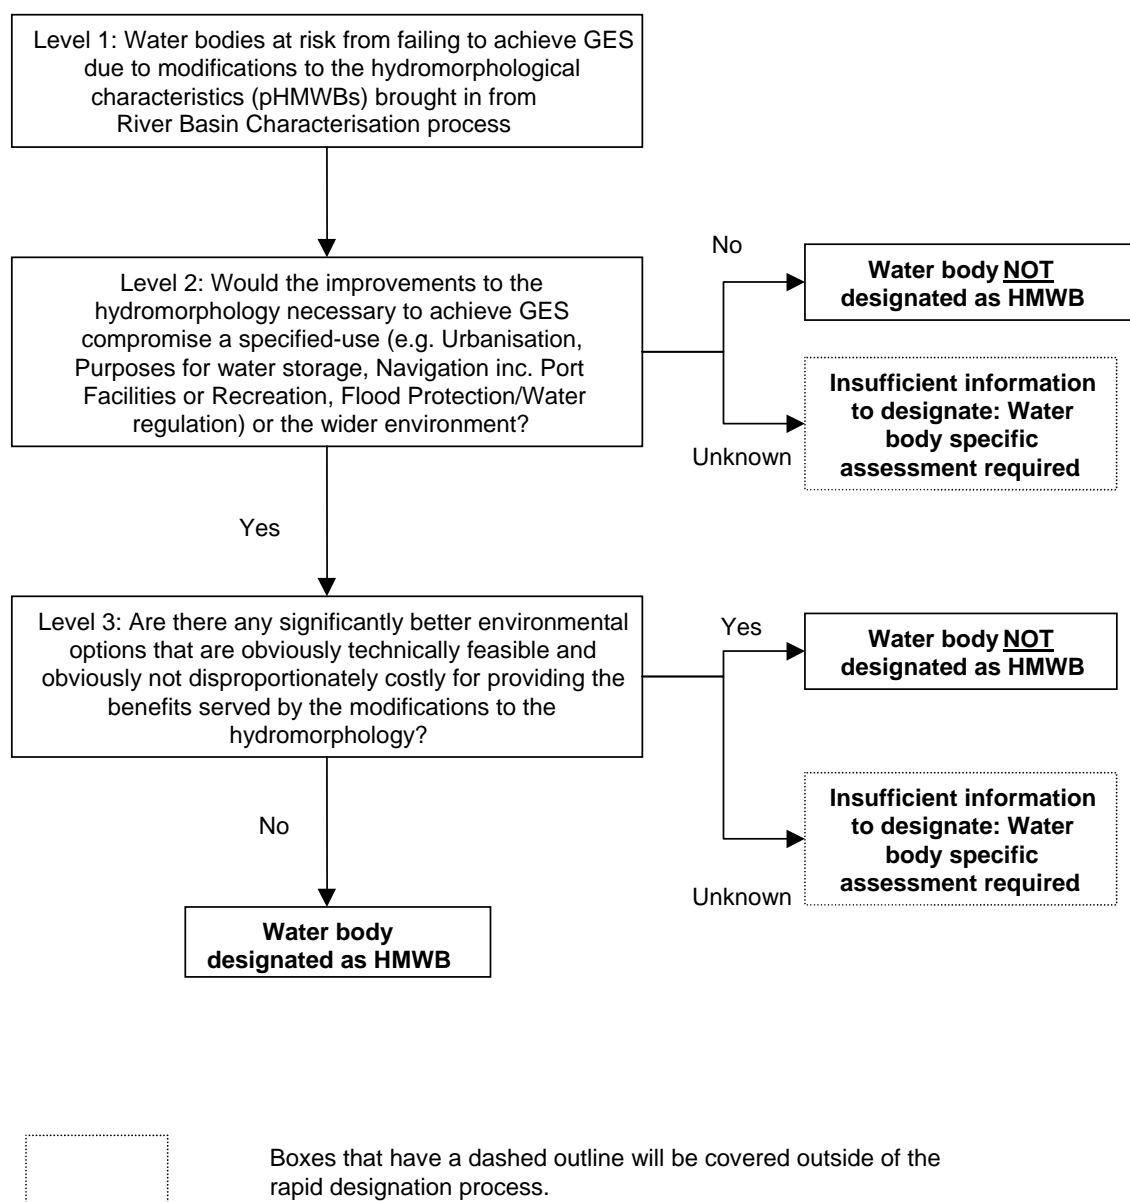 Level 1: Water bodies at risk from failing to achieve GES
due to modifications to the hydromorphological
characteristics (pHMWBs) brought in from
River Basin Characterisation process
No
Water body NOT
designated as HMWB
Level 2: Would the improvements to the
hydromorphology necessary to achieve GES
compromise a specified-use (e.g. Urbanisation,
Purposes for water storage, Navigation inc. Port
Facilities or Recreation, Flood Protection/Water
regulation) or the wider environment?
Insufficient information
to designate: Water
body specific
assessment required
Unknown
Yes
Level 3: Are there any significantly better environmental
options that are obviously technically feasible and
obviously not disproportionately costly for providing the
benefits served by the modifications to the
hydromorphology?
Yes
Water body NOT
designated as HMWB
Insufficient information
to designate: Water
body specific
assessment required
Unknown
No
Water body
designated as HMWB
Boxes that have a dashed outline will be covered outside of the
rapid designation process.